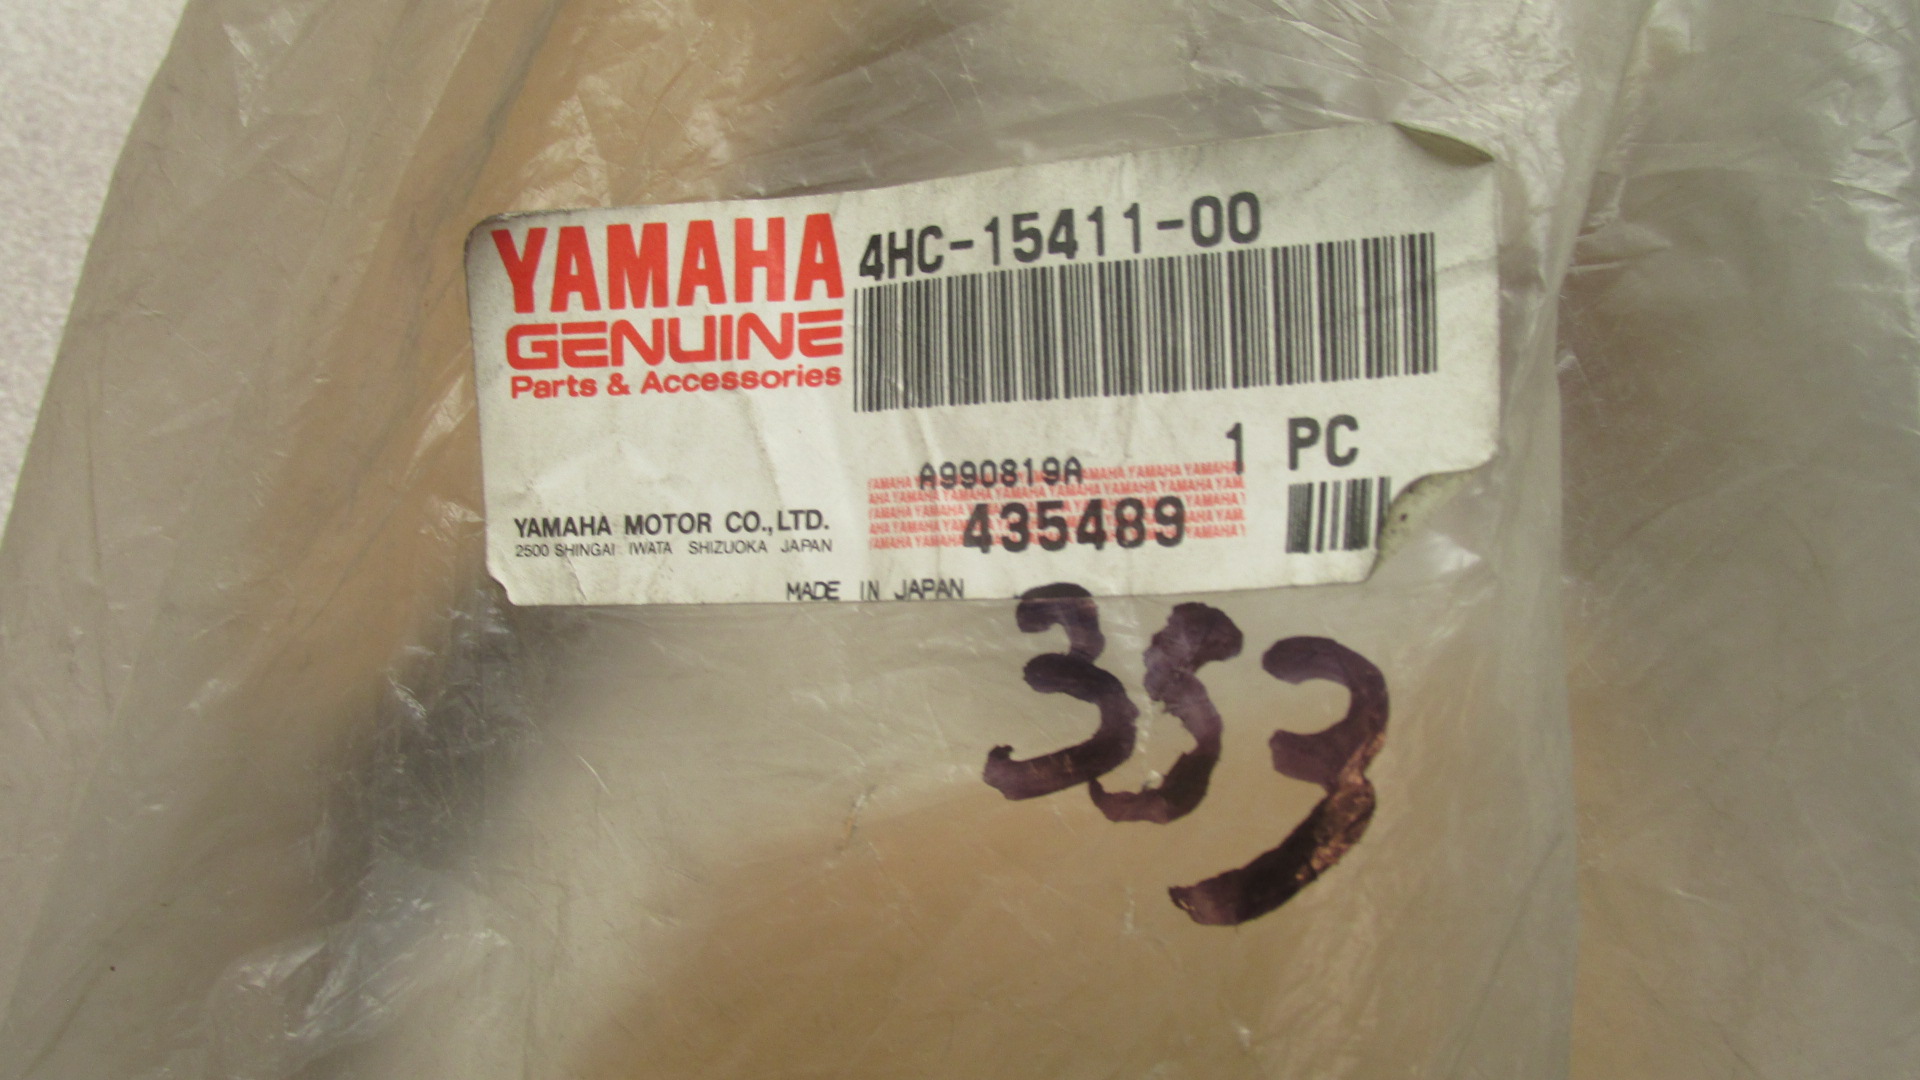 YAMAHA
GENUINE
Parts & Accessories
4HC-15411-00
1 PC
A990819A
435489
YAMAHA MOTOR CO., LTD.
2500 SHINGAI IWATA SHIZUOKA JAPAN
MADE IN JAPAN
353